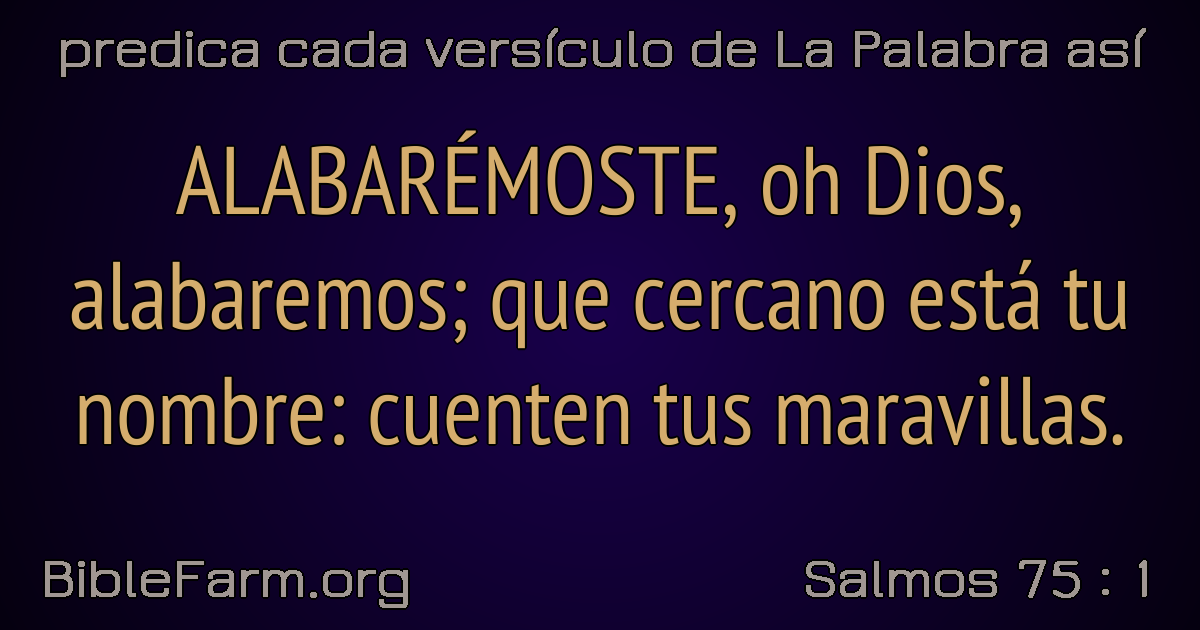 predica cada versículo de La Palabra así
ALABARÉMOSTE, oh Dios,
alabaremos; que cercano está tu
nombre: cuenten tus maravillas.
BibleFarm.org
Salmos 75 : 1